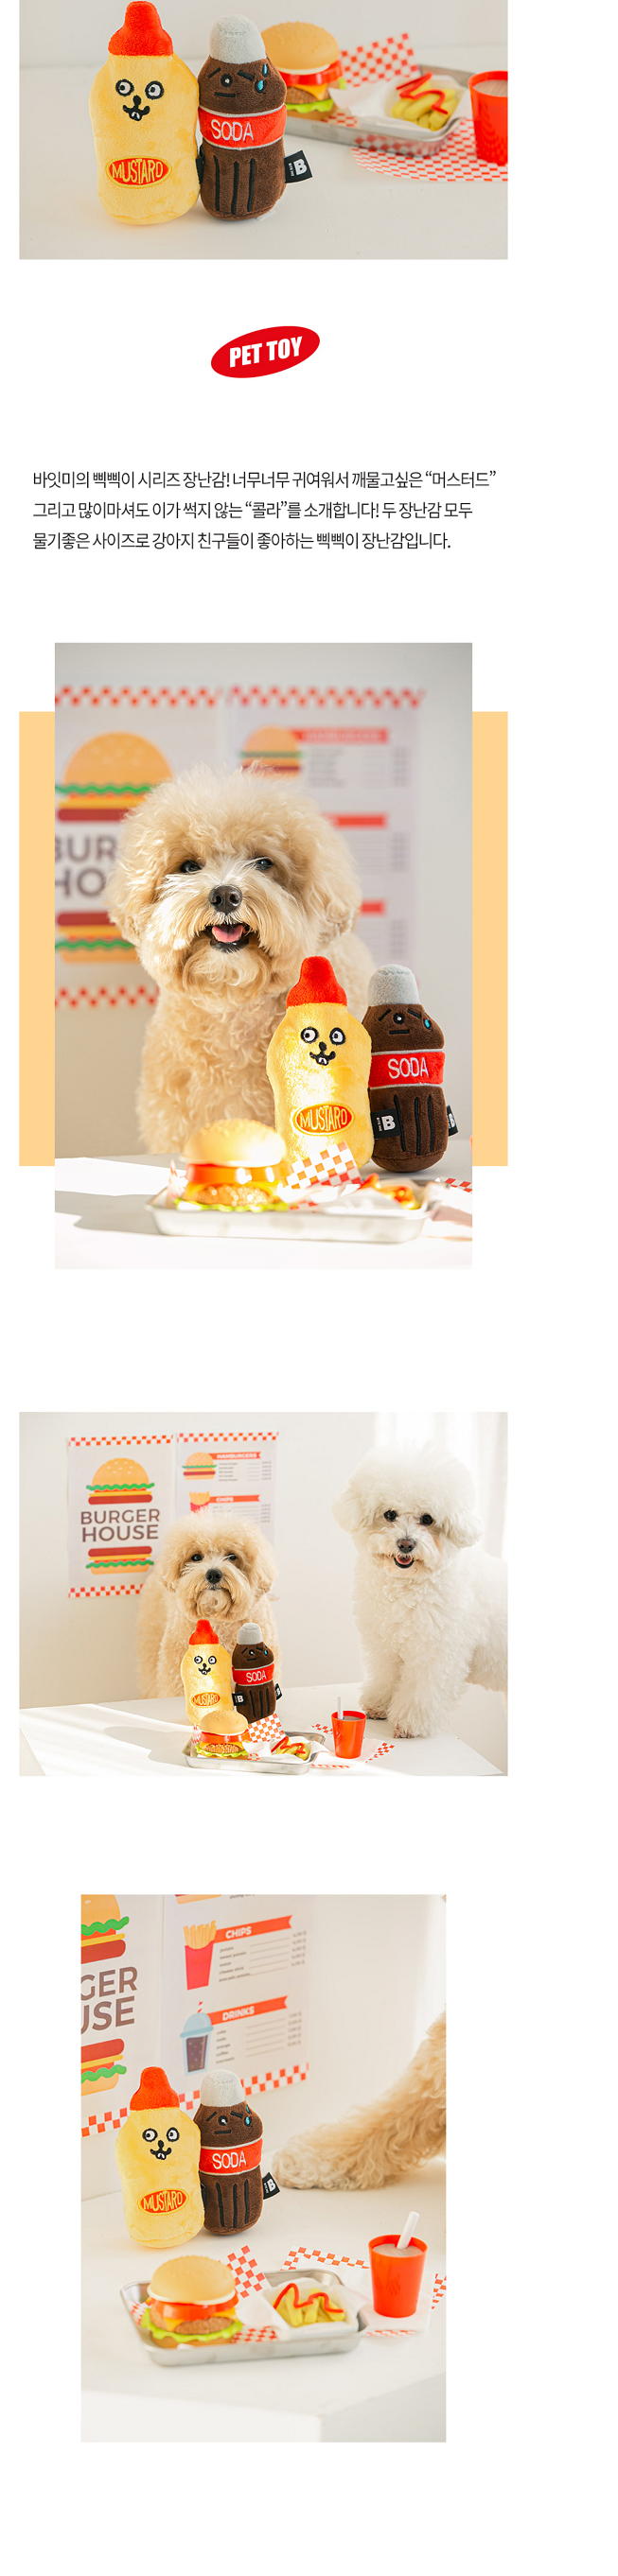 MUSTARD
SODA
B
PET TOY
바잇미의 삑삑이 시리즈 장난감! 너무너무 귀여워서 깨물고싶은 “머스터드”
그리고 많이마셔도 이가 썩지 않는 “콜라”를 소개합니다! 두 장난감 모두
물기좋은 사이즈로 강아지 친구들이 좋아하는 삑삑이 장난감입니다.
BUR
HO
SODA
MUSTARD
B
HAMBURGERS
CHIPS
BURGER
HOUSE
SODA
MUSTARD
B
CHIPS
GER
USE
DRINKS
SODA
MUSTARD
B